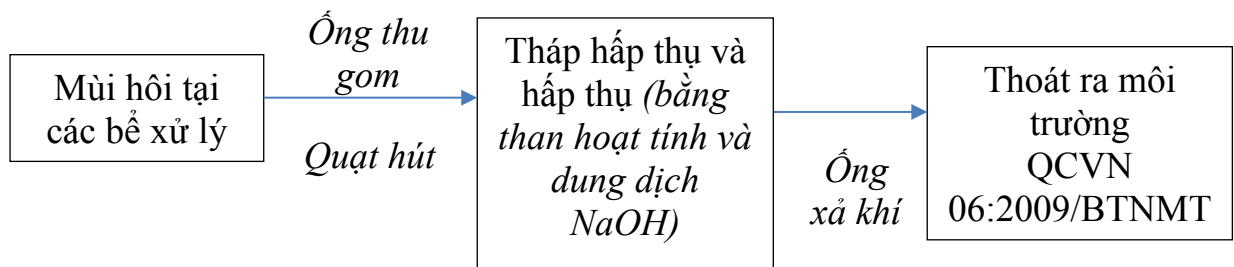 Mùi hôi tại
các bể xử lý
Ống thu
gom
Quạt hút
Tháp hấp thụ và
hấp thụ (bằng
than hoạt tính và
dung dịch
NaOH)
Ống
xả khí
Thoát ra môi
trường
QCVN
06:2009/BTNMT